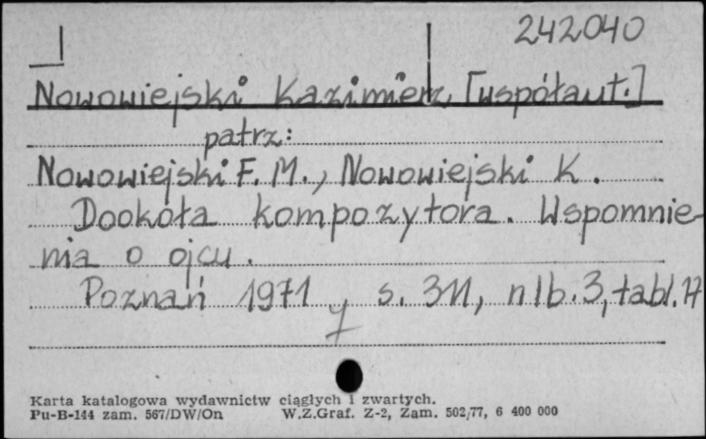 242040
Nowowiejski Kazimierz [współaut.]
patrz:
Nowowiejski F. M., Nowowiejski K.
Dookoła kompozytora. Wspomnie-
nia o ojcu.
Poznań 1971 s. 311, nlb. 3, tabl. 17
Karta katalogowa wydawnictw ciągłych i zwartych.
Pu-B-144 zam. 567/DW/On W.Z.Graf. Z-2, Zam. 502/77, 6 400 000